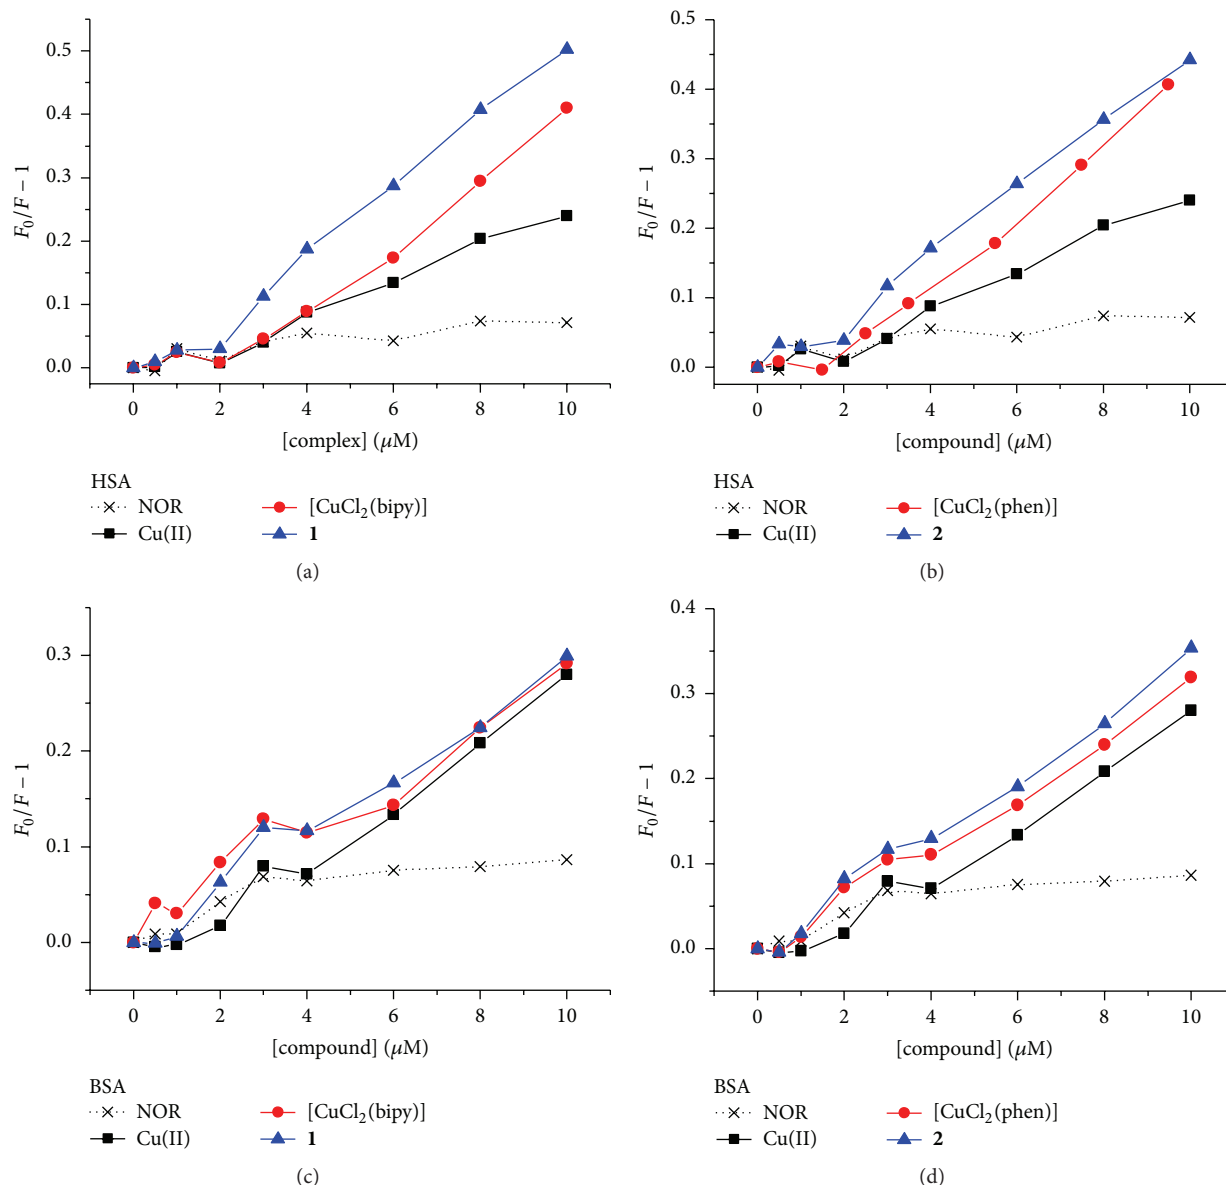 0.5
0.4
0.3
0.2
0.1
0.0
F₀/F − 1
0 2 4 6 8 10
[complex] (μM)
HSA
NOR [CuCl₂(bipy)]
Cu(II) 1
(a)
0.5
0.4
0.3
0.2
0.1
0.0
F₀/F − 1
0 2 4 6 8 10
[compound] (μM)
HSA
NOR [CuCl₂(phen)]
Cu(II) 2
(b)
0.3
0.2
0.1
0.0
F₀/F − 1
0 2 4 6 8 10
[compound] (μM)
BSA
NOR [CuCl₂(bipy)]
Cu(II) 1
(c)
0.4
0.3
0.2
0.1
0.0
F₀/F − 1
0 2 4 6 8 10
[compound] (μM)
BSA
NOR [CuCl₂(phen)]
Cu(II) 2
(d)